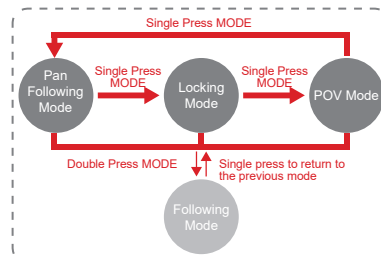 Single Press MODE
Pan
Following
Mode
Single Press
MODE
Locking
Mode
Single Press
MODE
POV Mode
Double Press MODE
Single press to return to
the previous mode
Following
Mode